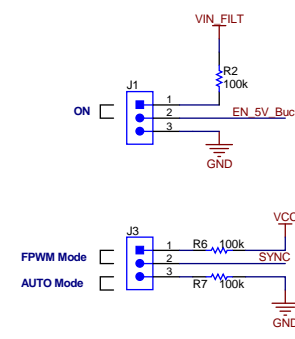 VIN_FILT
R2
100k
J1
ON
1
2
3
EN_5V_Buc
GND
J3
VCC
R6 100k
1
SYNC
2
FPWM Mode
3
AUTO Mode
R7 100k
GND